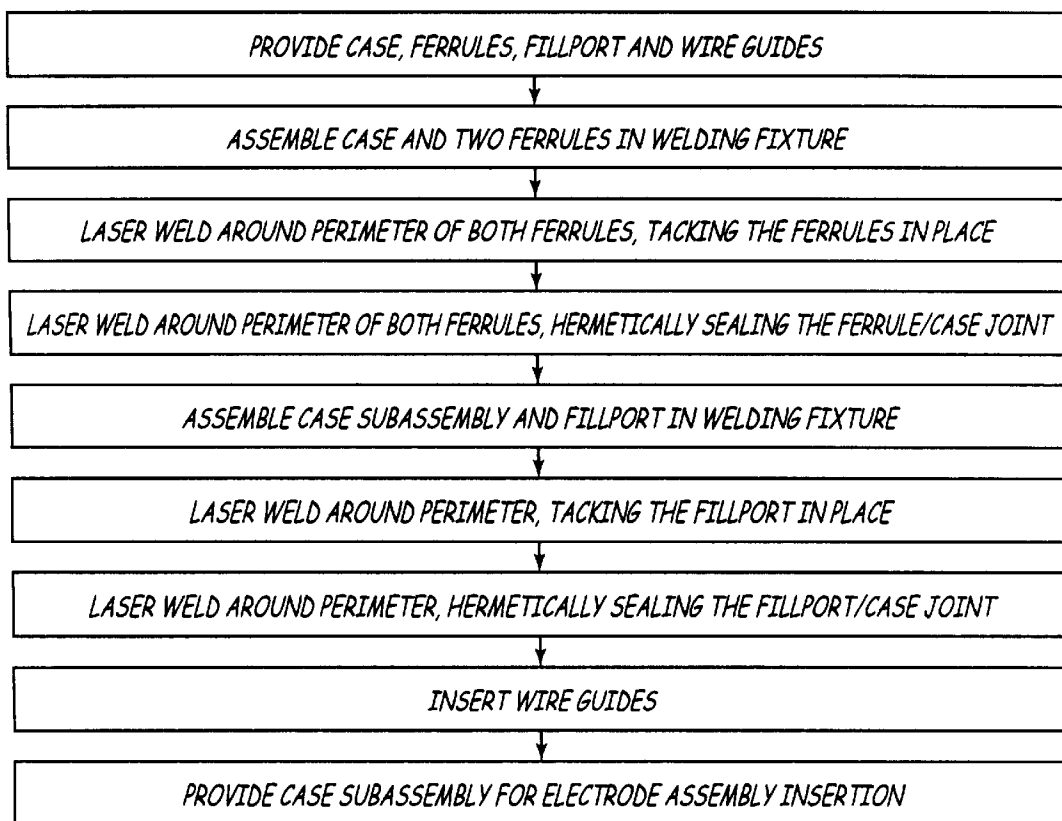 PROVIDE CASE, FERRULES, FILLPORT AND WIRE GUIDES
ASSEMBLE CASE AND TWO FERRULES IN WELDING FIXTURE
LASER WELD AROUND PERIMETER OF BOTH FERRULES, TACKING THE FERRULES IN PLACE
LASER WELD AROUND PERIMETER OF BOTH FERRULES, HERMETICALLY SEALING THE FERRULE/CASE JOINT
ASSEMBLE CASE SUBASSEMBLY AND FILLPORT IN WELDING FIXTURE
LASER WELD AROUND PERIMETER, TACKING THE FILLPORT IN PLACE
LASER WELD AROUND PERIMETER, HERMETICALLY SEALING THE FILLPORT/CASE JOINT
INSERT WIRE GUIDES
PROVIDE CASE SUBASSEMBLY FOR ELECTRODE ASSEMBLY INSERTION